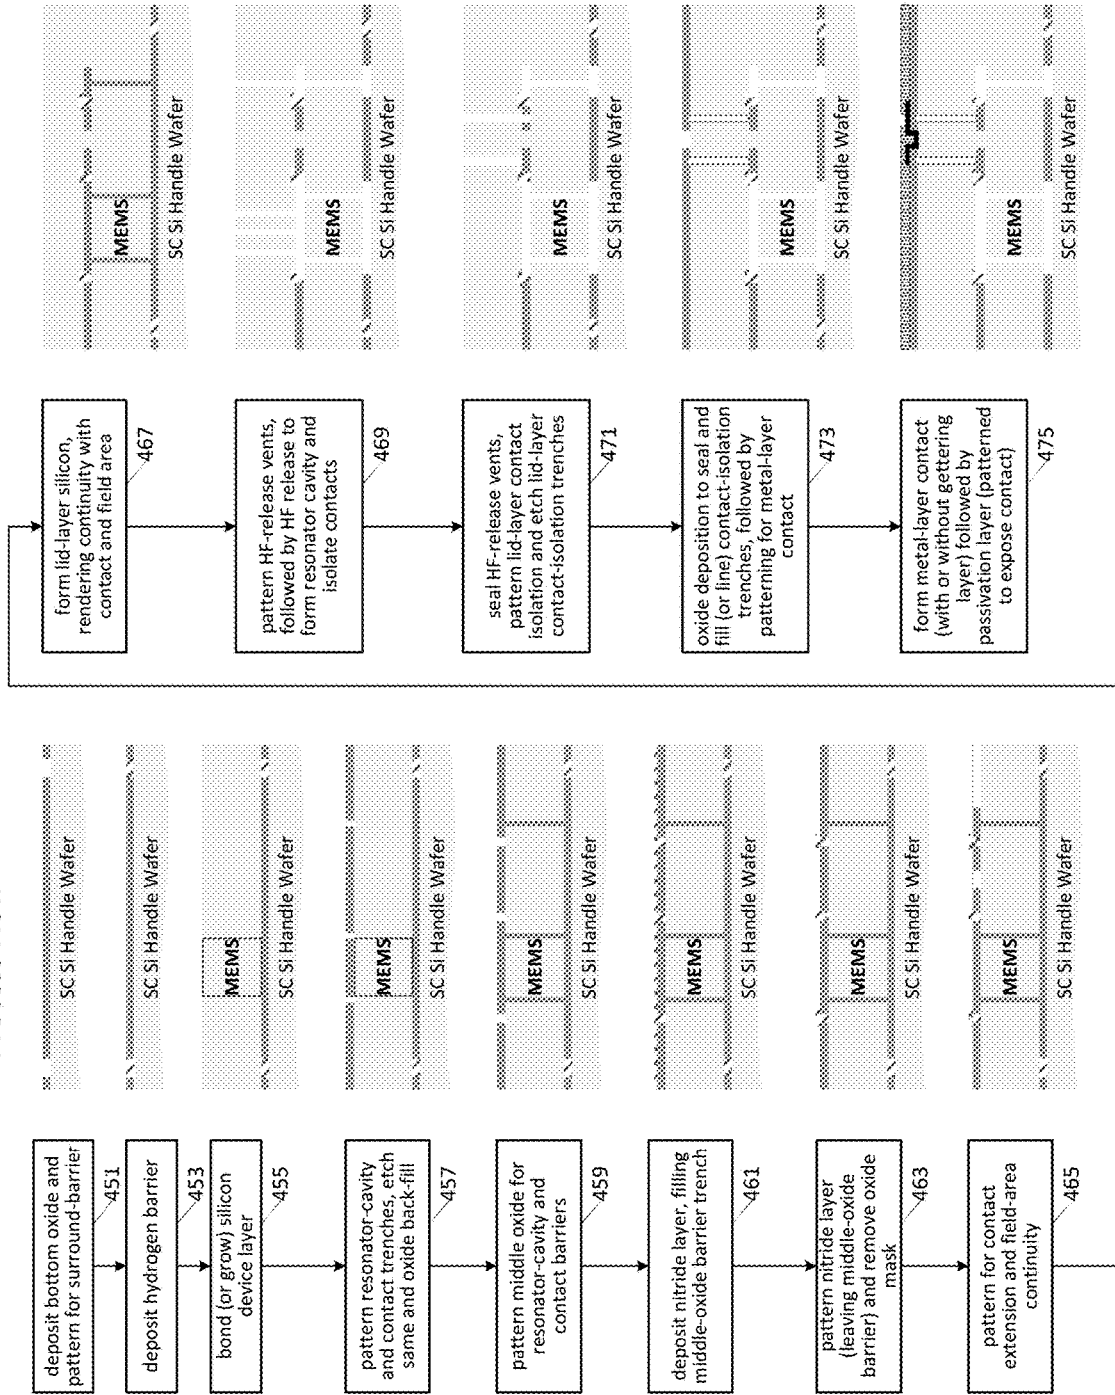 deposit bottom oxide and
pattern for surround-barrier
451
SC Si Handle Wafer
deposit hydrogen barrier
453
SC Si Handle Wafer
bond (or grow) silicon
device layer
455
MEMS
SC Si Handle Wafer
pattern resonator-cavity
and contact trenches, etch
same and oxide back-fill
457
MEMS
SC Si Handle Wafer
pattern middle oxide for
resonator-cavity and
contact barriers
459
MEMS
SC Si Handle Wafer
deposit nitride layer, filling
middle-oxide barrier trench
461
MEMS
SC Si Handle Wafer
pattern nitride layer
(leaving middle-oxide
barrier) and remove oxide
mask
463
MEMS
SC Si Handle Wafer
pattern for contact
extension and field-area
continuity
465
MEMS
SC Si Handle Wafer
form lid-layer silicon,
rendering continuity with
contact and field area
467
MEMS
SC Si Handle Wafer
pattern HF-release vents,
followed by HF release to
form resonator cavity and
isolate contacts
469
MEMS
SC Si Handle Wafer
seal HF-release vents,
pattern lid-layer contact
isolation and etch lid-layer
contact-isolation trenches
471
MEMS
SC Si Handle Wafer
oxide deposition to seal and
fill (or line) contact-isolation
trenches, followed by
patterning for metal-layer
contact
473
MEMS
SC Si Handle Wafer
form metal-layer contact
(with or without gettering
layer) followed by
passivation layer (patterned
to expose contact)
475
MEMS
SC Si Handle Wafer